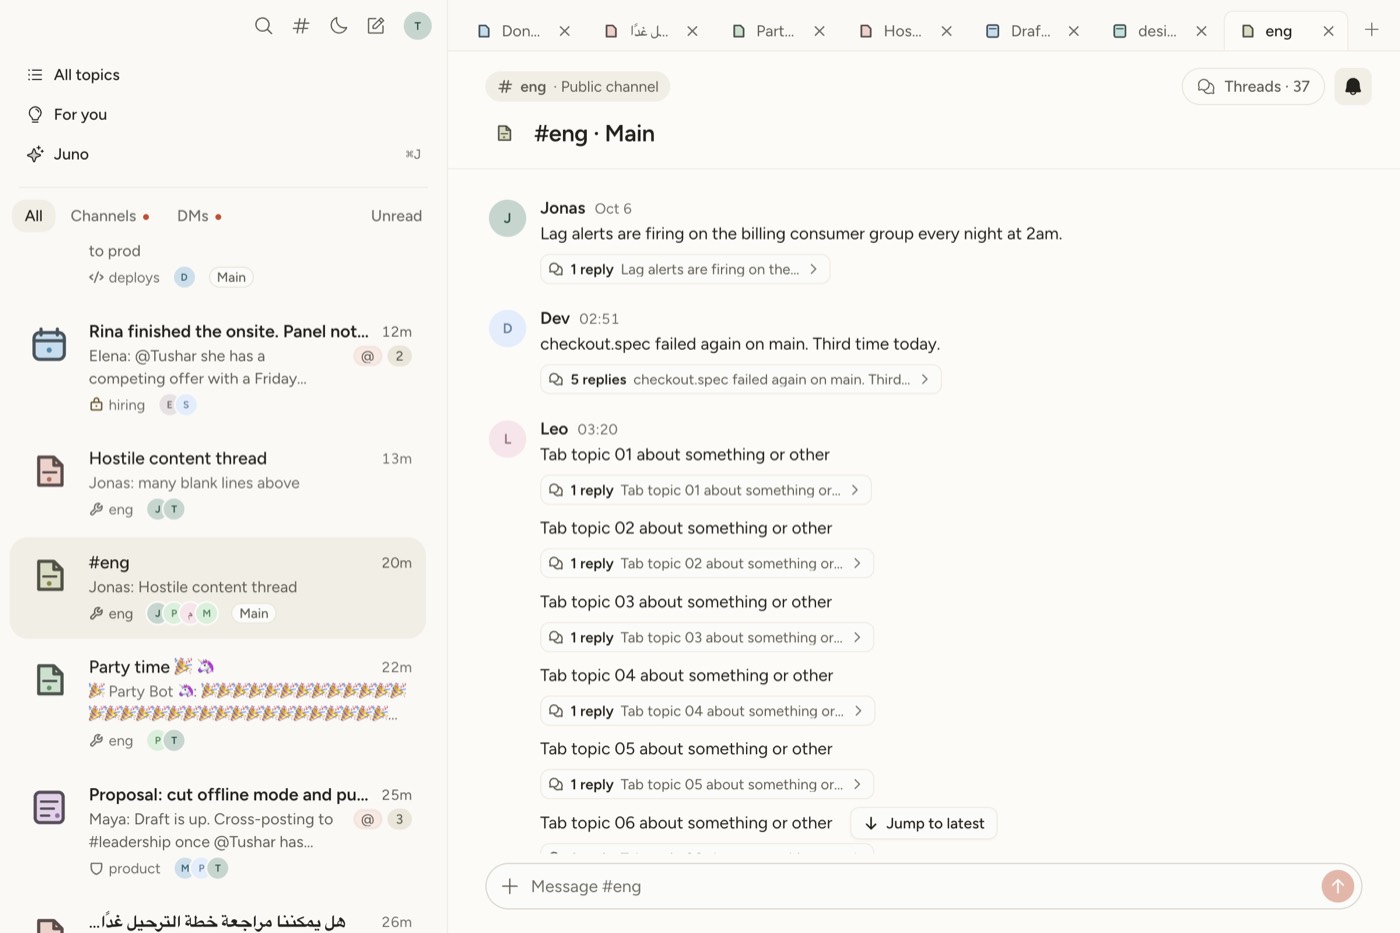 T
All topics
For you
Juno
⌘J
All
Channels
DMs
Unread
to prod
deploys
D
Main
Rina finished the onsite. Panel not...
12m
Elena: @Tushar she has a
competing offer with a Friday...
@
2
hiring
E
S
Hostile content thread
13m
Jonas: many blank lines above
eng
J
T
#eng
20m
Jonas: Hostile content thread
eng
J
P
م
M
Main
Party time 🎉 🦄
22m
🎉 Party Bot 🦄: 🎉🎉🎉🎉🎉🎉🎉🎉🎉🎉🎉🎉🎉
🎉🎉🎉🎉🎉🎉🎉🎉🎉🎉🎉🎉🎉🎉🎉🎉🎉🎉🎉...
eng
P
T
Proposal: cut offline mode and pu...
25m
Maya: Draft is up. Cross-posting to
#leadership once @Tushar has...
@
3
product
M
P
T
هل يمكننا مراجعة خطة الترحيل غدًا...
26m
Don...
ل غدًا...
Part...
Hos...
Draf...
desi...
eng
# eng · Public channel
Threads · 37
#eng · Main
J
Jonas Oct 6
Lag alerts are firing on the billing consumer group every night at 2am.
1 reply Lag alerts are firing on the...
D
Dev 02:51
checkout.spec failed again on main. Third time today.
5 replies checkout.spec failed again on main. Third...
L
Leo 03:20
Tab topic 01 about something or other
1 reply Tab topic 01 about something or...
Tab topic 02 about something or other
1 reply Tab topic 02 about something or...
Tab topic 03 about something or other
1 reply Tab topic 03 about something or...
Tab topic 04 about something or other
1 reply Tab topic 04 about something or...
Tab topic 05 about something or other
1 reply Tab topic 05 about something or...
Tab topic 06 about something or other
Jump to latest
Message #eng